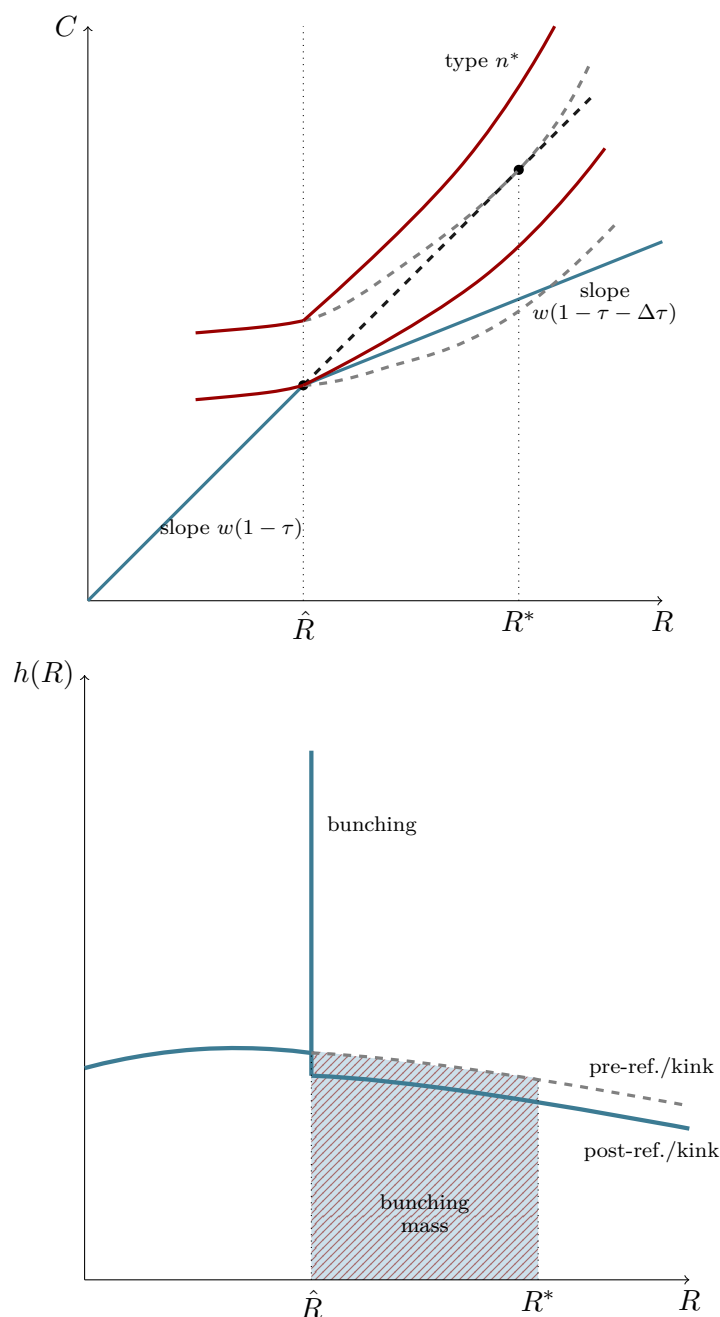 C
type n*
slope
w(1 − τ − Δτ)
slope w(1 − τ)
R̂
R*
R
h(R)
bunching
pre-ref./kink
post-ref./kink
bunching
mass
R̂
R*
R